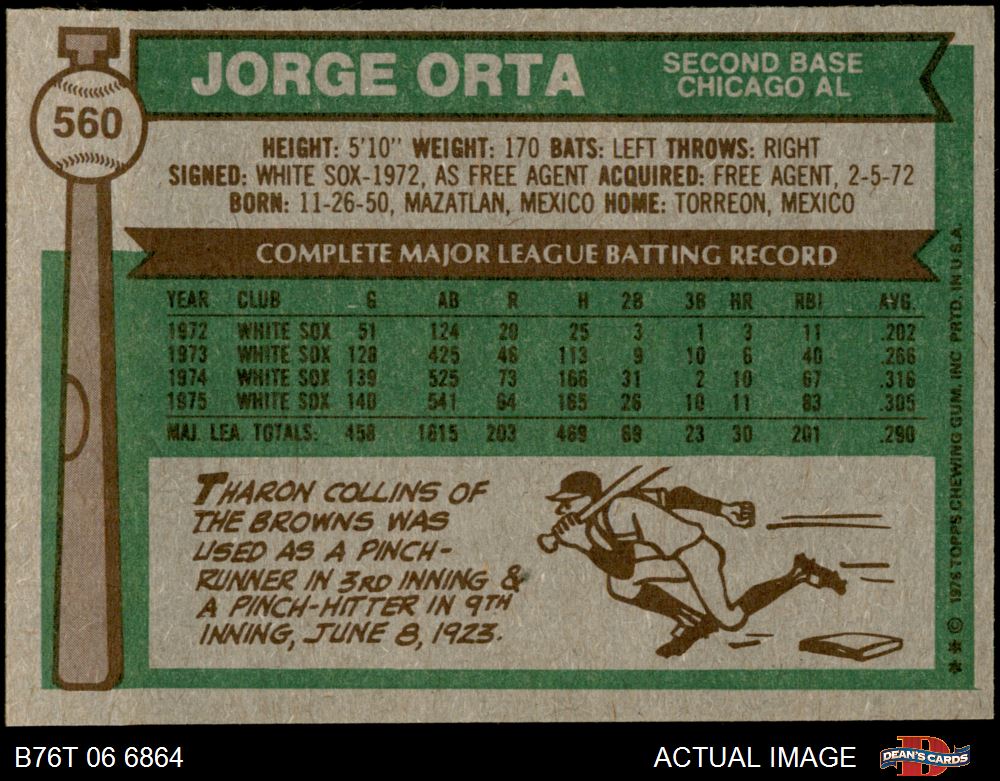 560
JORGE ORTA
SECOND BASE
CHICAGO AL
HEIGHT: 5'10" WEIGHT: 170 BATS: LEFT THROWS: RIGHT
SIGNED: WHITE SOX-1972, AS FREE AGENT ACQUIRED: FREE AGENT, 2-5-72
BORN: 11-26-50, MAZATLAN, MEXICO HOME: TORREON, MEXICO
COMPLETE MAJOR LEAGUE BATTING RECORD
YEAR CLUB G AB R H 2B 3B HR RBI AVG.
1972 WHITE SOX 51 124 20 25 3 1 3 11 .202
1973 WHITE SOX 128 425 46 113 9 10 6 40 .266
1974 WHITE SOX 139 525 73 166 31 2 10 67 .316
1975 WHITE SOX 140 541 64 165 26 10 11 83 .305
MAJ. LEA. TOTALS: 458 1615 203 469 69 23 30 201 .290
THARON COLLINS OF
THE BROWNS WAS
USED AS A PINCH-
RUNNER IN 3RD INNING &
A PINCH-HITTER IN 9TH
INNING, JUNE 8, 1923.
** © 1976 TOPPS CHEWING GUM, INC. PRTD. IN U.S.A.
B76T 06 6864
ACTUAL IMAGE
DEAN'S CARDS